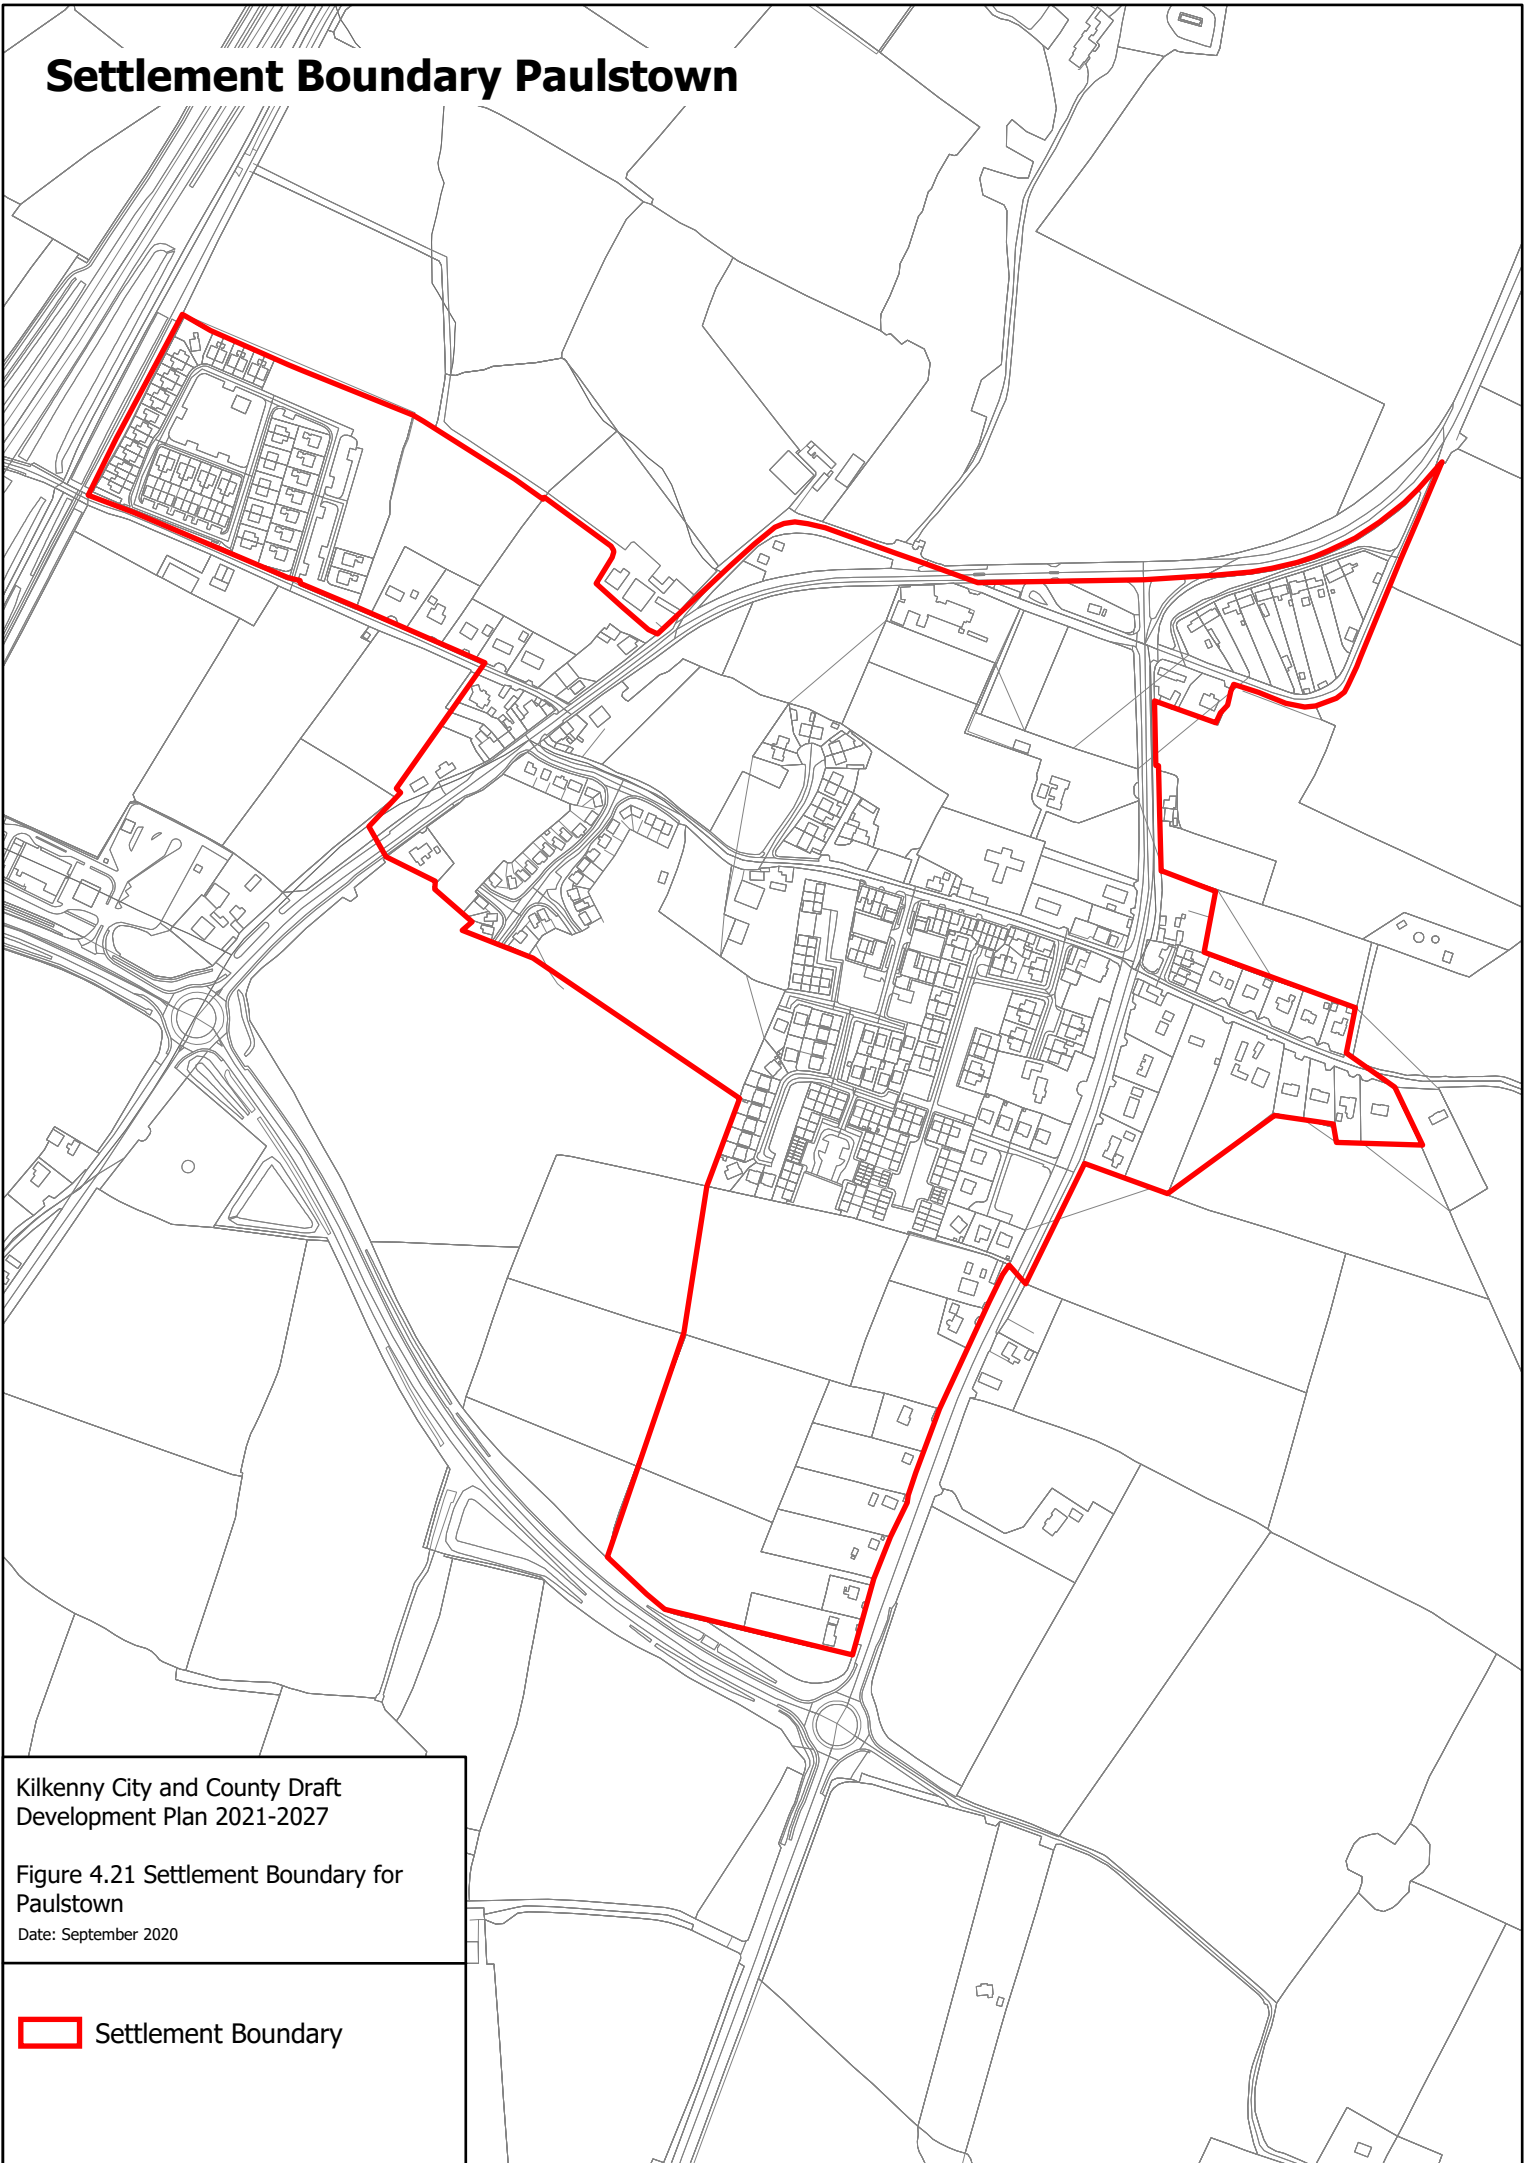 Settlement Boundary Paulstown
Kilkenny City and County Draft
Development Plan 2021-2027
Figure 4.21 Settlement Boundary for
Paulstown
Date: September 2020
Settlement Boundary